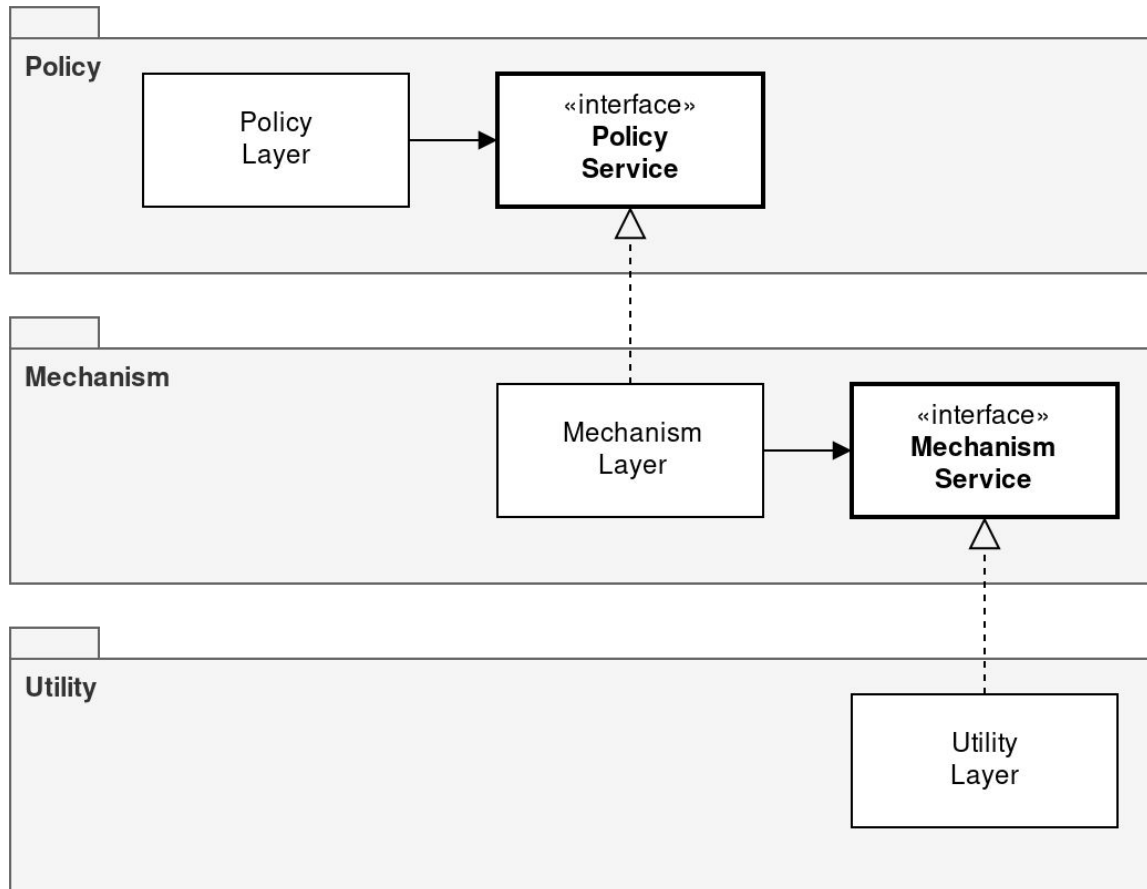 Policy
Policy
Layer
«interface»
Policy
Service
Mechanism
Mechanism
Layer
«interface»
Mechanism
Service
Utility
Utility
Layer